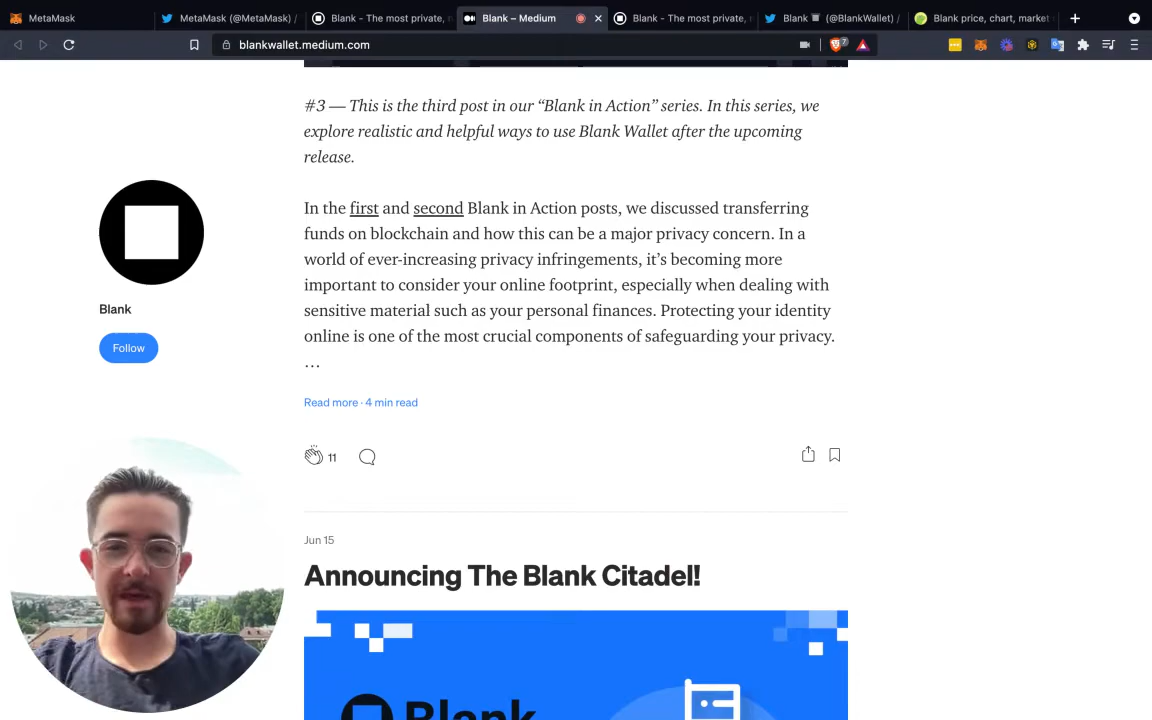 MetaMask
MetaMask (@MetaMask) /
Blank - The most private, n
Blank – Medium
Blank - The most private,
Blank (@BlankWallet) /
Blank price, chart, market
blankwallet.medium.com
7
#3 — This is the third post in our “Blank in Action” series. In this series, we
explore realistic and helpful ways to use Blank Wallet after the upcoming
release.
In the first and second Blank in Action posts, we discussed transferring
funds on blockchain and how this can be a major privacy concern. In a
world of ever-increasing privacy infringements, it’s becoming more
important to consider your online footprint, especially when dealing with
sensitive material such as your personal finances. Protecting your identity
online is one of the most crucial components of safeguarding your privacy.
…
Blank
Follow
Read more · 4 min read
11
Jun 15
Announcing The Blank Citadel!
Blank